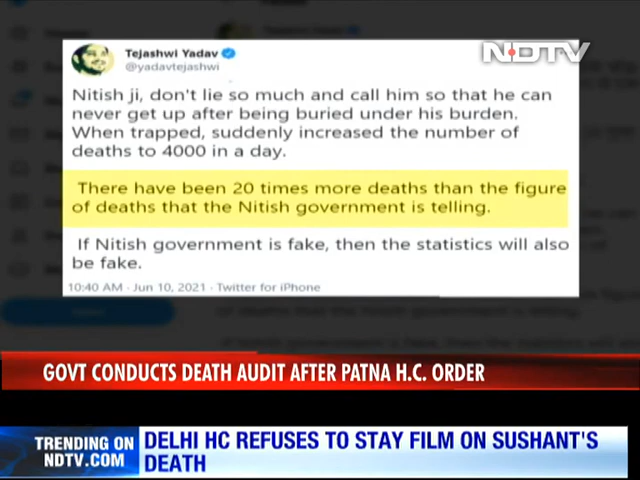 NDTV
Tejashwi Yadav
@yadavtejashwi
Nitish ji, don't lie so much and call him so that he can
never get up after being buried under his burden.
When trapped, suddenly increased the number of
deaths to 4000 in a day.
There have been 20 times more deaths than the figure
of deaths that the Nitish government is telling.
If Nitish government is fake, then the statistics will also
be fake.
10:40 AM · Jun 10, 2021 · Twitter for iPhone
GOVT CONDUCTS DEATH AUDIT AFTER PATNA H.C. ORDER
TRENDING ON
NDTV.COM
DELHI HC REFUSES TO STAY FILM ON SUSHANT'S
DEATH